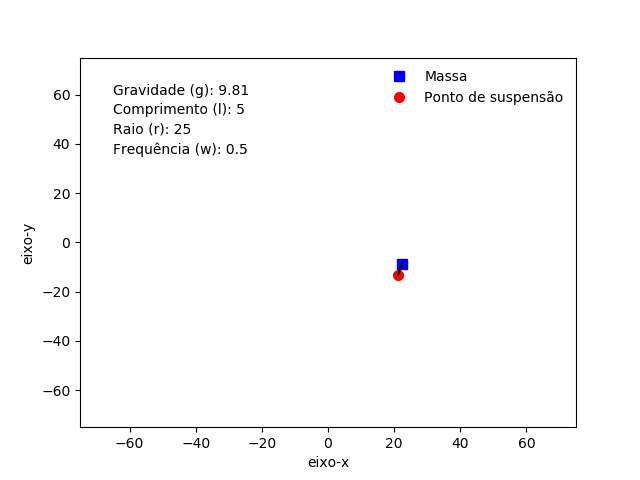 Massa
Ponto de suspensão
Gravidade (g): 9.81
Comprimento (l): 5
Raio (r): 25
Frequência (w): 0.5
60
40
20
0
−20
−40
−60
eixo-y
−60
−40
−20
0
20
40
60
eixo-x